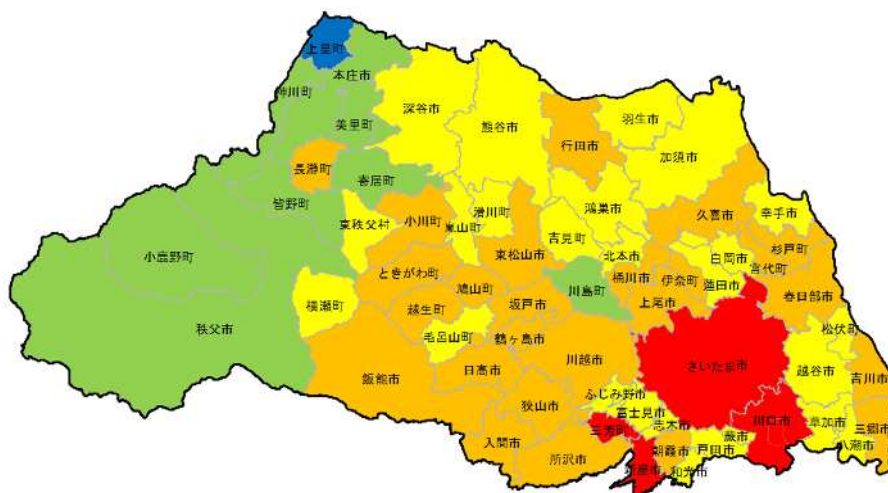 上里町
本庄市
神川町
美里町
深谷市
熊谷市
行田市
羽生市
加須市
長瀞町
寄居町
皆野町
小鹿野町
秩父市
東秩父村
横瀬町
小川町
嵐山町
滑川町
東松山市
吉見町
鴻巣市
北本市
久喜市
幸手市
白岡市
杉戸町
宮代町
蓮田市
春日部市
桶川市
伊奈町
上尾市
川島町
ときがわ町
鳩山町
越生町
坂戸市
毛呂山町
鶴ヶ島市
川越市
日高市
飯能市
狭山市
入間市
所沢市
ふじみ野市
富士見市
三芳町
志木市
新座市
朝霞市
和光市
さいたま市
戸田市
蕨市
川口市
松伏町
越谷市
吉川市
草加市
三郷市
八潮市